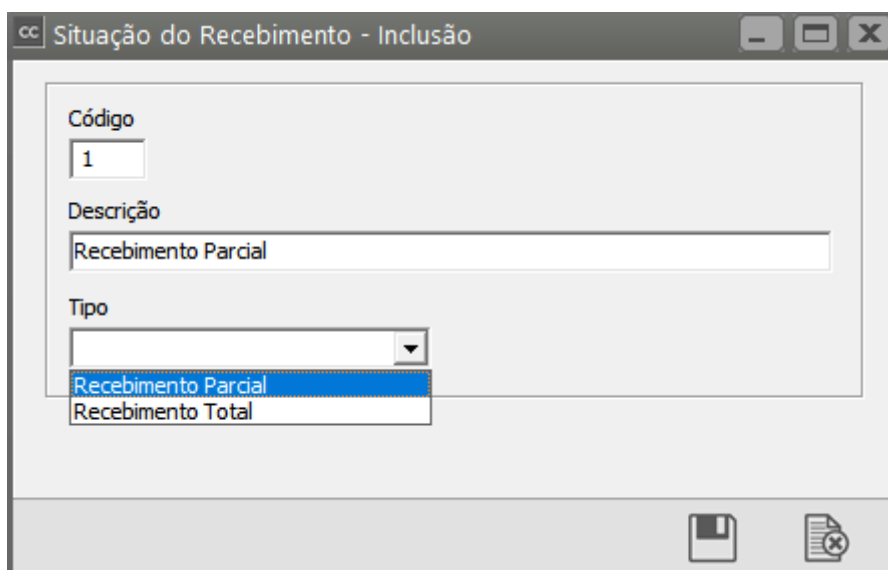 cc Situação do Recebimento - Inclusão
Código
1
Descrição
Recebimento Parcial
Tipo
Recebimento Parcial
Recebimento Total